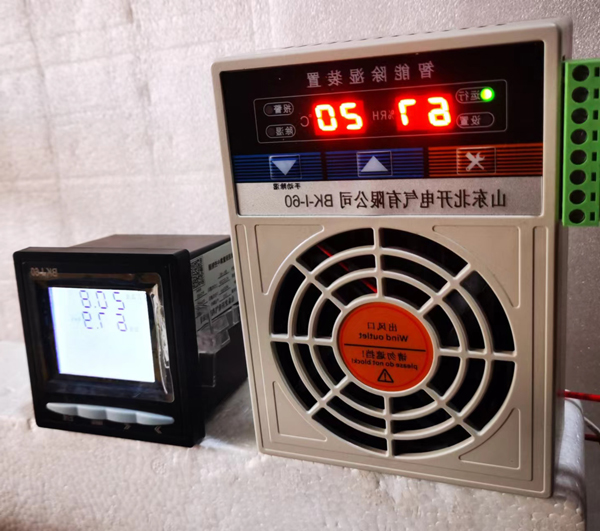 智能除湿装置
运行 67 %RH 20 °C 报警
设置 除湿
手动除湿
山东北开电气有限公司 BK-I-60
出风口
Wind outlet
请勿遮挡!
please do not block!